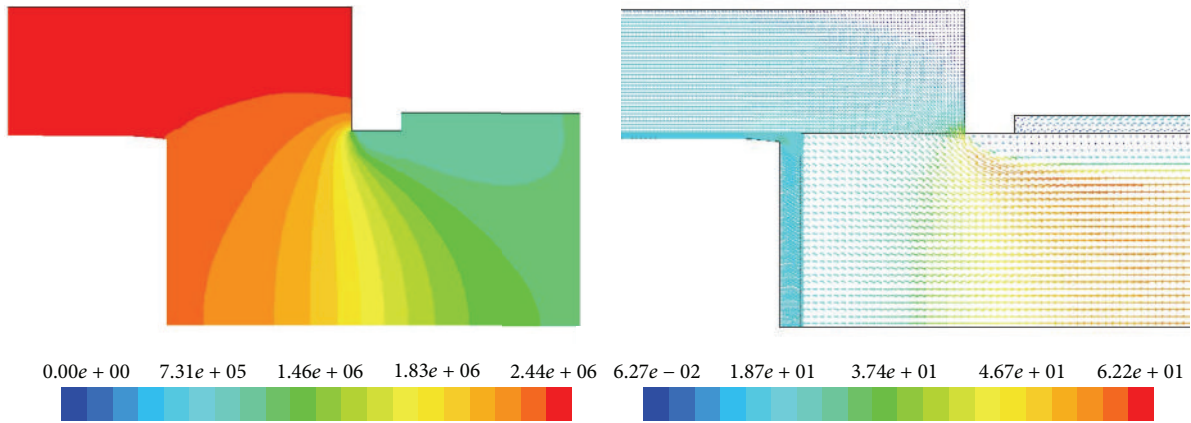 0.00e + 00 7.31e + 05 1.46e + 06 1.83e + 06 2.44e + 06
6.27e − 02 1.87e + 01 3.74e + 01 4.67e + 01 6.22e + 01